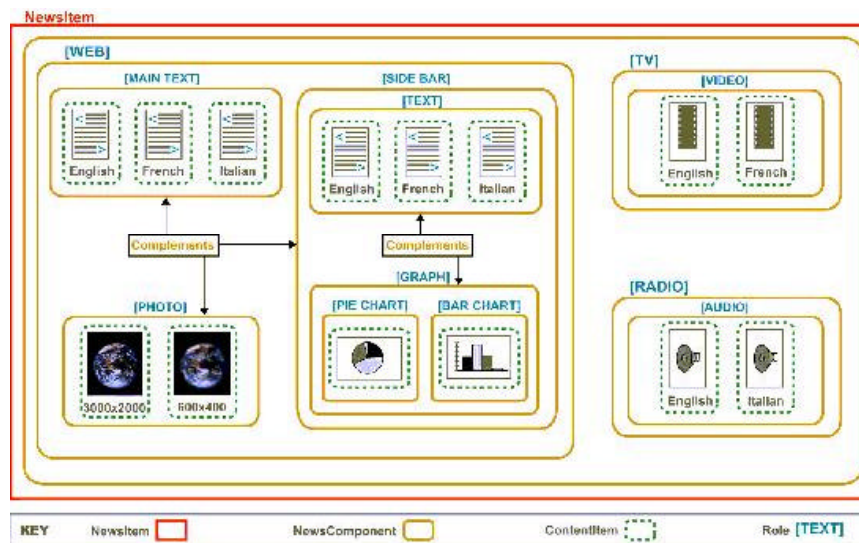 NewsItem
[WEB]
[MAIN TEXT]
English French Italian
Complements
[PHOTO]
3000x2000 600x400
[SIDE BAR]
[TEXT]
English French Italian
Complements
[GRAPH]
[PIE CHART] [BAR CHART]
[TV]
[VIDEO]
English French
[RADIO]
[AUDIO]
English Italian
KEY NewsItem NewsComponent ContentItem Role [TEXT]